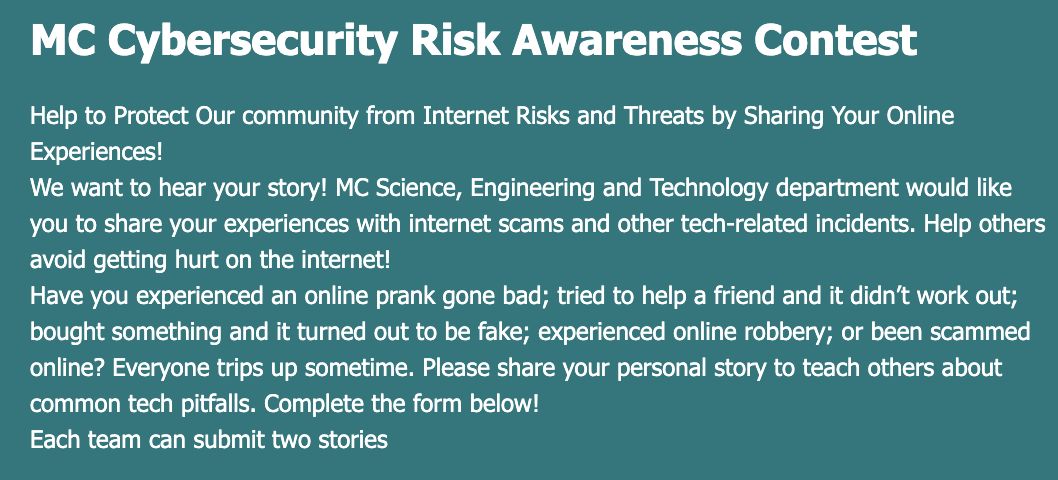 MC Cybersecurity Risk Awareness Contest
Help to Protect Our community from Internet Risks and Threats by Sharing Your Online
Experiences!
We want to hear your story! MC Science, Engineering and Technology department would like
you to share your experiences with internet scams and other tech-related incidents. Help others
avoid getting hurt on the internet!
Have you experienced an online prank gone bad; tried to help a friend and it didn’t work out;
bought something and it turned out to be fake; experienced online robbery; or been scammed
online? Everyone trips up sometime. Please share your personal story to teach others about
common tech pitfalls. Complete the form below!
Each team can submit two stories